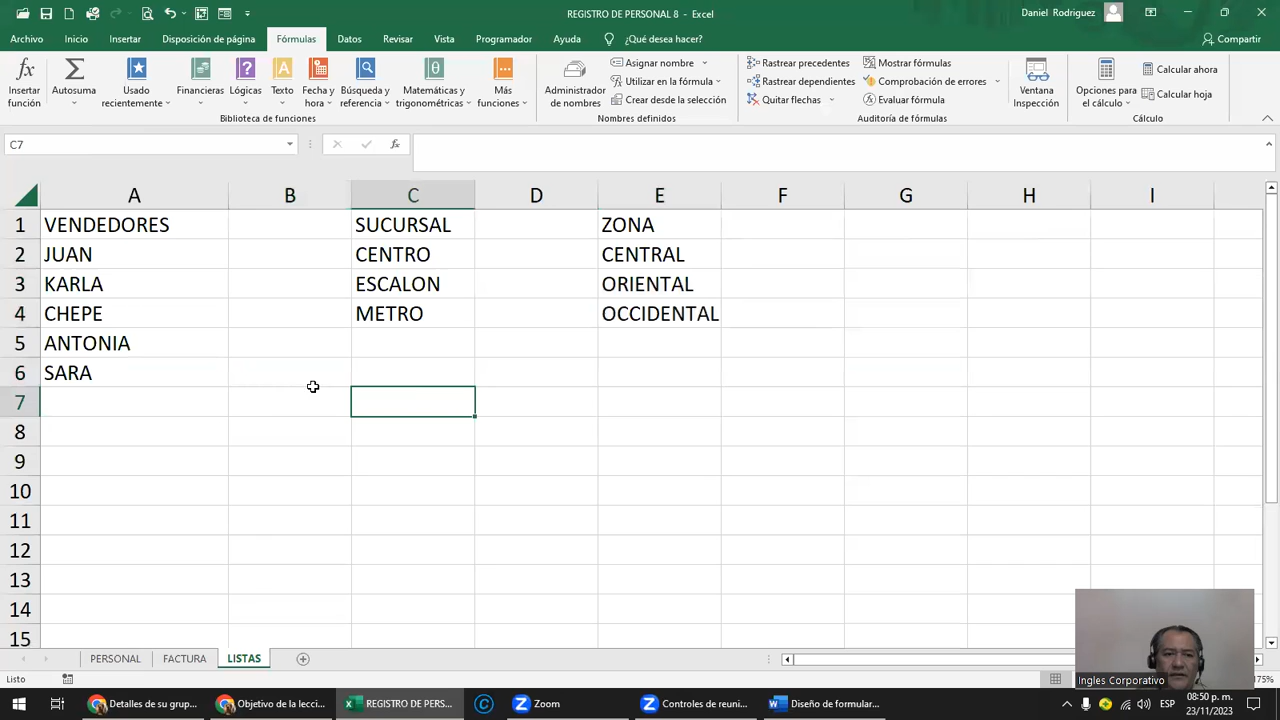 REGISTRO DE PERSONAL 8 - Excel
Daniel Rodriguez
Archivo Inicio Insertar Disposición de página Fórmulas Datos Revisar Vista Programador Ayuda ¿Qué desea hacer? Compartir
Insertar función
Autosuma
Usado recientemente
Financieras
Lógicas
Texto
Fecha y hora
Búsqueda y referencia
Matemáticas y trigonométricas
Más funciones
Biblioteca de funciones
Administrador de nombres
Asignar nombre
Utilizar en la fórmula
Crear desde la selección
Nombres definidos
Rastrear precedentes
Rastrear dependientes
Quitar flechas
Mostrar fórmulas
Comprobación de errores
Evaluar fórmula
Auditoría de fórmulas
Ventana Inspección
Opciones para el cálculo
Calcular ahora
Calcular hoja
Cálculo
C7
fx
A B C D E F G H I
1 VENDEDORES SUCURSAL ZONA
2 JUAN CENTRO CENTRAL
3 KARLA ESCALON ORIENTAL
4 CHEPE METRO OCCIDENTAL
5 ANTONIA
6 SARA
7
8
9
10
11
12
13
14
15
PERSONAL FACTURA LISTAS
Ingles Corporativo
Listo
175%
Detalles de su grup...
Objetivo de la lecci...
REGISTRO DE PERS...
Zoom
Controles de reuni...
Diseño de formular...
ESP
08:50 p. m.
23/11/2023